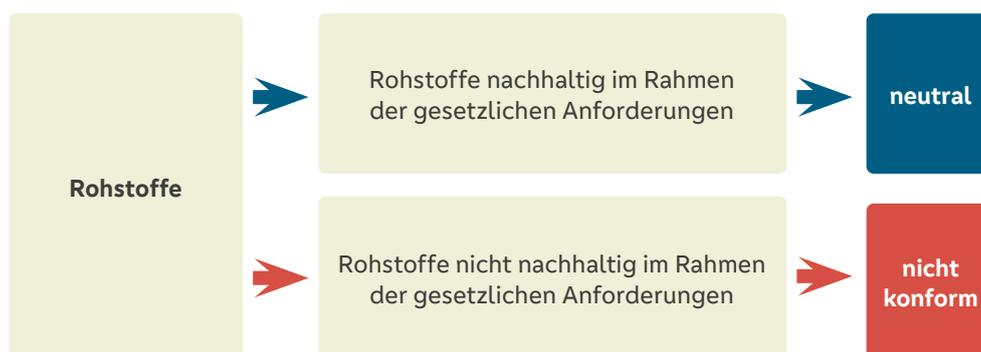 Rohstoffe
Rohstoffe nachhaltig im Rahmen
der gesetzlichen Anforderungen
neutral
Rohstoffe nicht nachhaltig im Rahmen
der gesetzlichen Anforderungen
nicht
konform